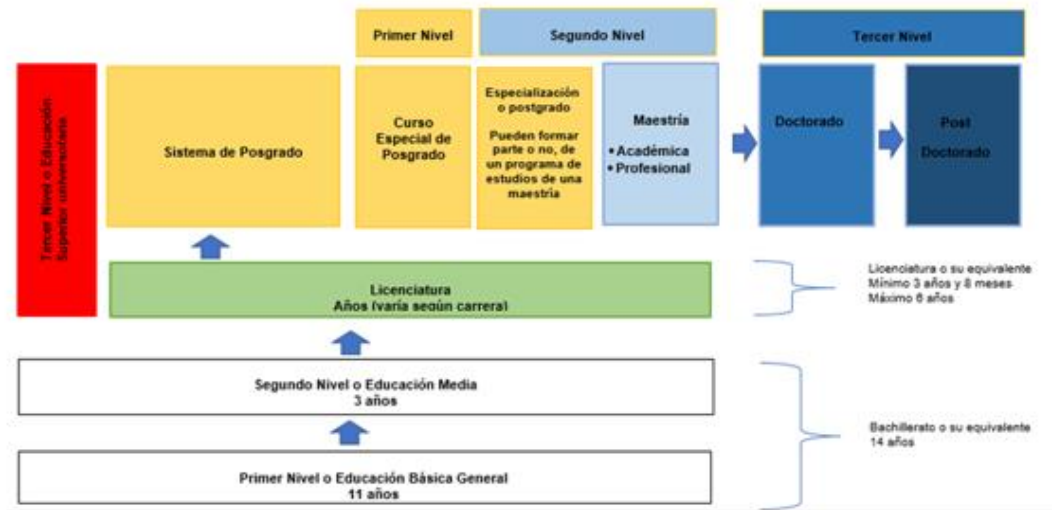 Primer Nivel
Segundo Nivel
Tercer Nivel
Tercer Nivel o Educación
Superior universitaria
Sistema de Posgrado
Curso
Especial de
Posgrado
Especialización
o postgrado
Pueden formar
parte o no, de
un programa de
estudios de una
maestría
Maestría
• Académica
• Profesional
Doctorado
Post
Doctorado
Licenciatura
Años (varía según carrera)
Licenciatura o su equivalente
Mínimo 3 años y 8 meses
Máximo 6 años
Segundo Nivel o Educación Media
3 años
Bachillerato o su equivalente
14 años
Primer Nivel o Educación Básica General
11 años